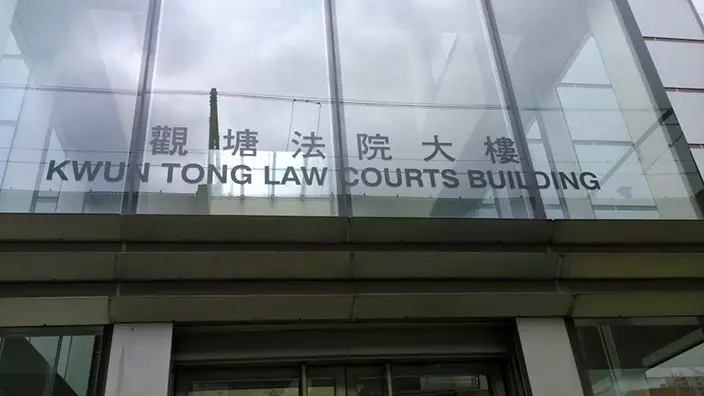 觀塘法院大樓
KWUN TONG LAW COURTS BUILDING